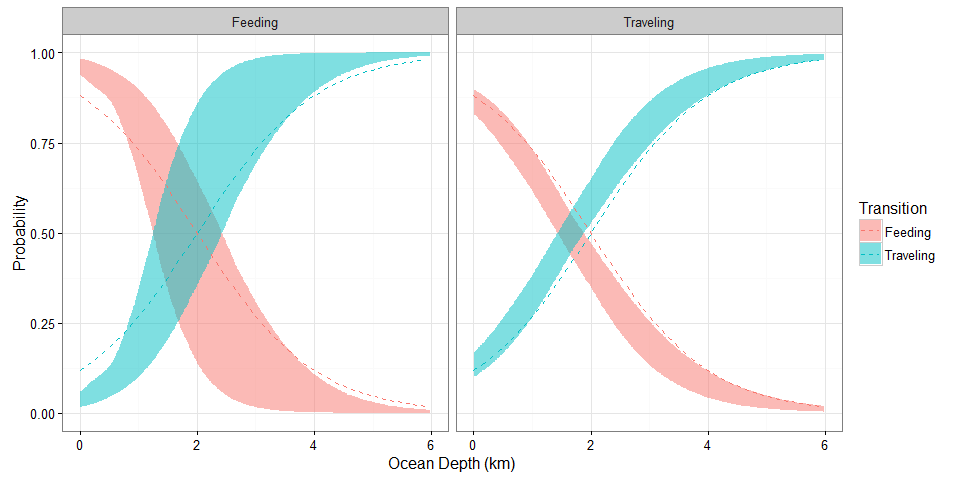 Feeding Traveling
1.00
0.75
0.50
0.25
0.00
Probability
0 2 4 6 0 2 4 6
Ocean Depth (km)
Transition
Feeding
Traveling